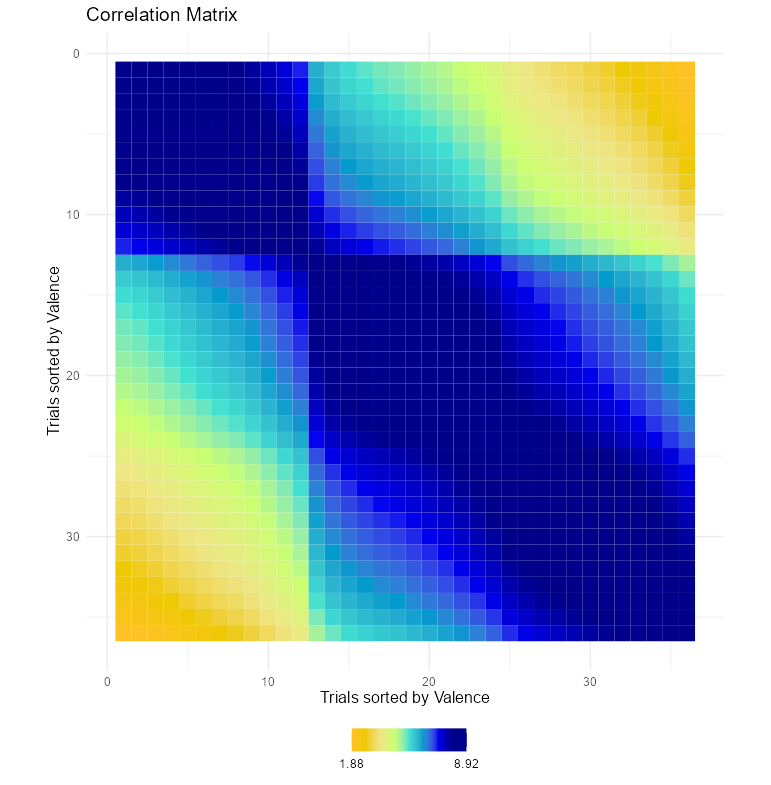 Correlation Matrix
0
10
20
30
Trials sorted by Valence
0 10 20 30
Trials sorted by Valence
1.88 8.92